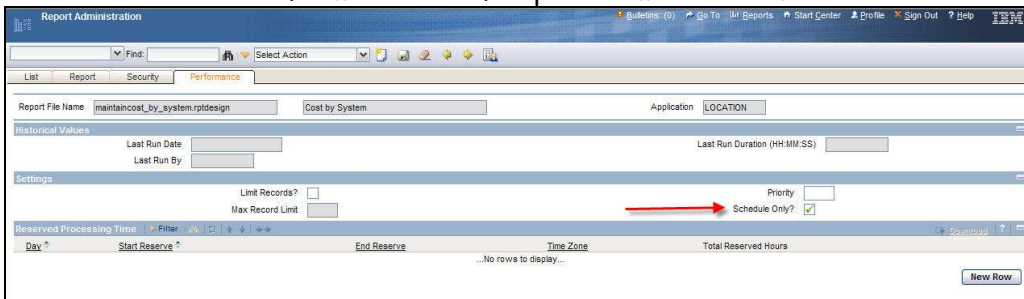 Report Administration
Bulletins: (0) Go To Reports Start Center Profile Sign Out ? Help IBM
Find: Select Action
List Report Security Performance
Report File Name maintaincost_by_system.rptdesign Cost by System Application LOCATION
Historical Values
Last Run Date Last Run Duration (HH:MM:SS)
Last Run By
Settings
Limit Records? Priority
Max Record Limit Schedule Only?
Reserved Processing Time Filter Download ?
Day Start Reserve End Reserve Time Zone Total Reserved Hours
...No rows to display...
New Row